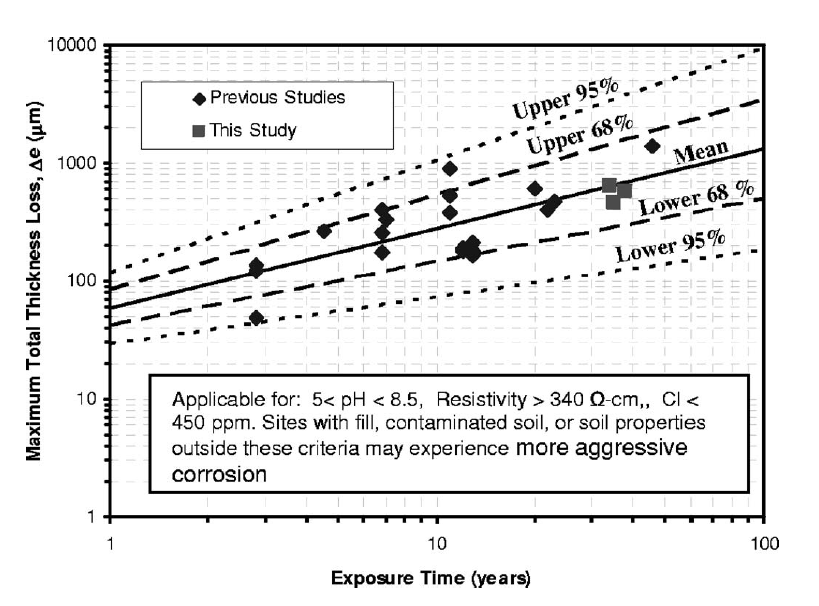 10000
1000
100
10
1
Maximum Total Thickness Loss, Δe (μm)
Previous Studies
This Study
Upper 95%
Upper 68%
Mean
Lower 68 %
Lower 95%
Applicable for:  5< pH < 8.5,  Resistivity > 340 Ω-cm,,  Cl <
450 ppm. Sites with fill, contaminated soil, or soil properties
outside these criteria may experience more aggressive
corrosion
1
10
100
Exposure Time (years)